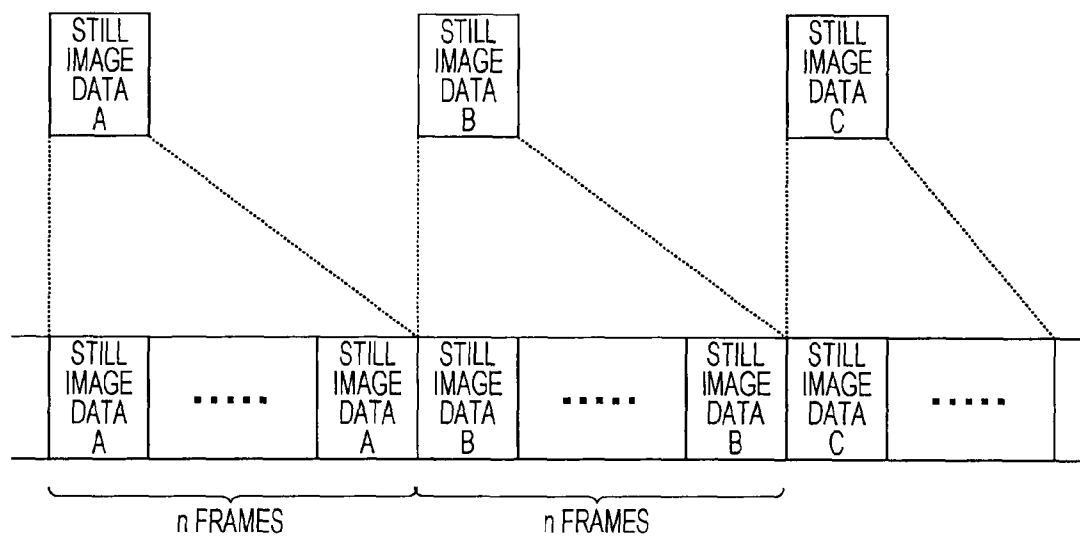 STILL
IMAGE
DATA
A
STILL
IMAGE
DATA
B
STILL
IMAGE
DATA
C
STILL
IMAGE
DATA
A
.....
STILL
IMAGE
DATA
A
STILL
IMAGE
DATA
B
.....
STILL
IMAGE
DATA
B
STILL
IMAGE
DATA
C
.....
n FRAMES
n FRAMES